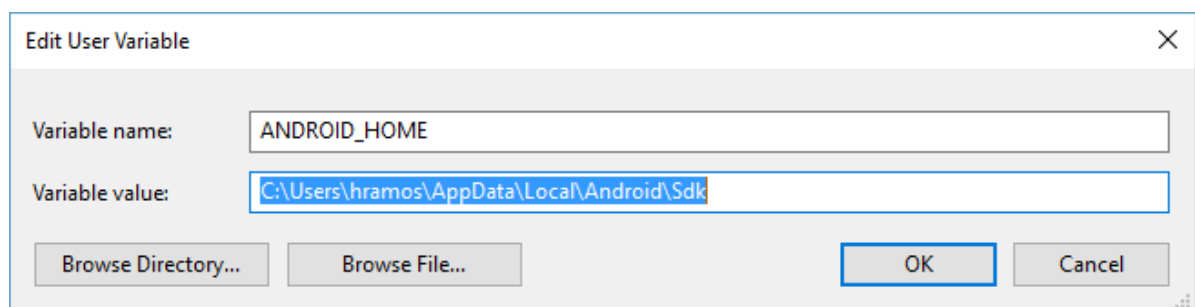 Edit User Variable
Variable name: ANDROID_HOME
Variable value: C:\Users\hramos\AppData\Local\Android\Sdk
Browse Directory... Browse File... OK Cancel